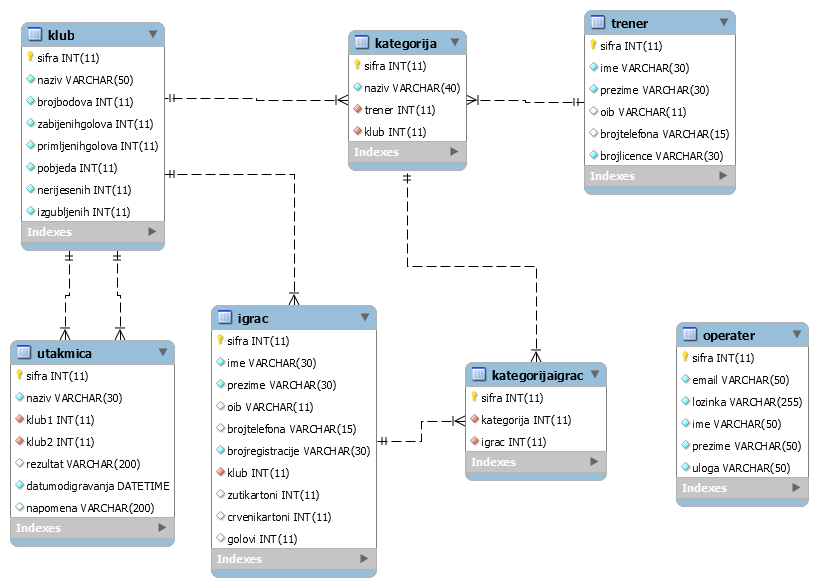 klub
sifra INT(11)
naziv VARCHAR(50)
brojbodova INT(11)
zabijenihgolova INT(11)
primljenihgolova INT(11)
pobjeda INT(11)
nerijesenih INT(11)
izgubljenih INT(11)
Indexes
kategorija
sifra INT(11)
naziv VARCHAR(40)
trener INT(11)
klub INT(11)
Indexes
trener
sifra INT(11)
ime VARCHAR(30)
prezime VARCHAR(30)
oib VARCHAR(11)
brojtelefona VARCHAR(15)
brojlicence VARCHAR(30)
Indexes
utakmica
sifra INT(11)
naziv VARCHAR(30)
klub1 INT(11)
klub2 INT(11)
rezultat VARCHAR(200)
datumodigravanja DATETIME
napomena VARCHAR(200)
Indexes
igrac
sifra INT(11)
ime VARCHAR(30)
prezime VARCHAR(30)
oib VARCHAR(11)
brojtelefona VARCHAR(15)
brojregistracije VARCHAR(30)
klub INT(11)
zutikartoni INT(11)
crvenikartoni INT(11)
golovi INT(11)
Indexes
kategorijaigrac
sifra INT(11)
kategorija INT(11)
igrac INT(11)
Indexes
operater
sifra INT(11)
email VARCHAR(50)
lozinka VARCHAR(255)
ime VARCHAR(50)
prezime VARCHAR(50)
uloga VARCHAR(50)
Indexes